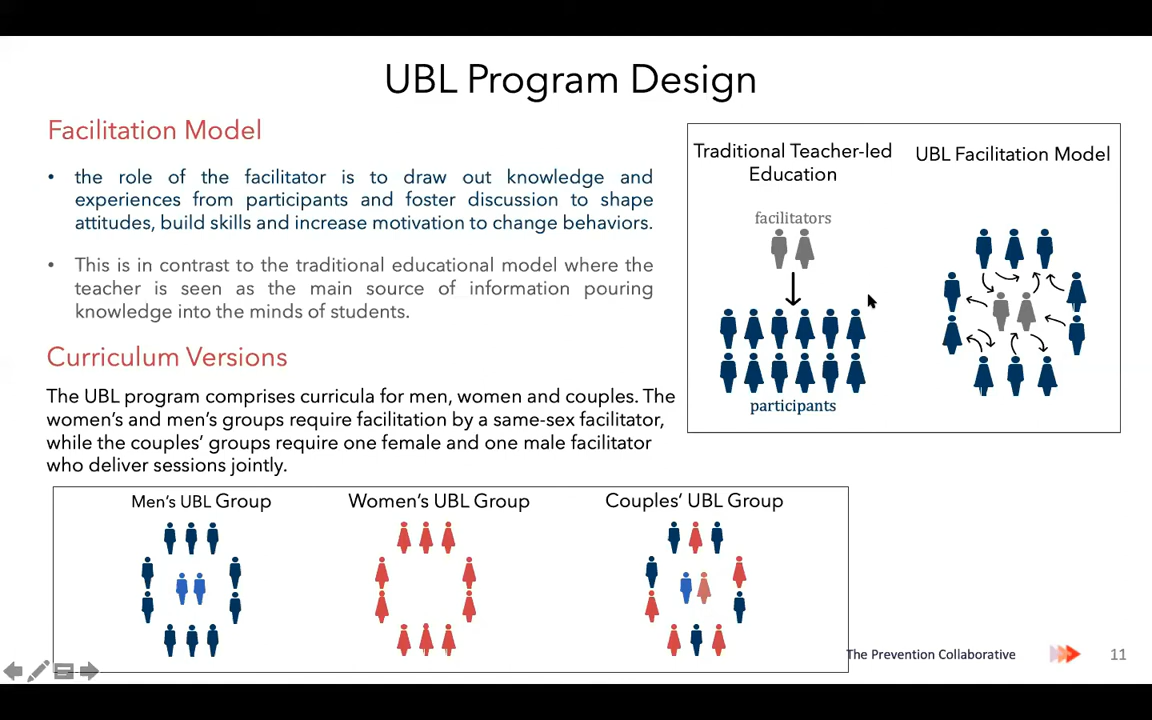 UBL Program Design
Facilitation Model
• the role of the facilitator is to draw out knowledge and
experiences from participants and foster discussion to shape
attitudes, build skills and increase motivation to change behaviors.
• This is in contrast to the traditional educational model where the
teacher is seen as the main source of information pouring
knowledge into the minds of students.
Curriculum Versions
The UBL program comprises curricula for men, women and couples. The
women’s and men’s groups require facilitation by a same-sex facilitator,
while the couples’ groups require one female and one male facilitator
who deliver sessions jointly.
Traditional Teacher-led
Education
facilitators
participants
UBL Facilitation Model
Men’s UBL Group
Women’s UBL Group
Couples’ UBL Group
The Prevention Collaborative
11